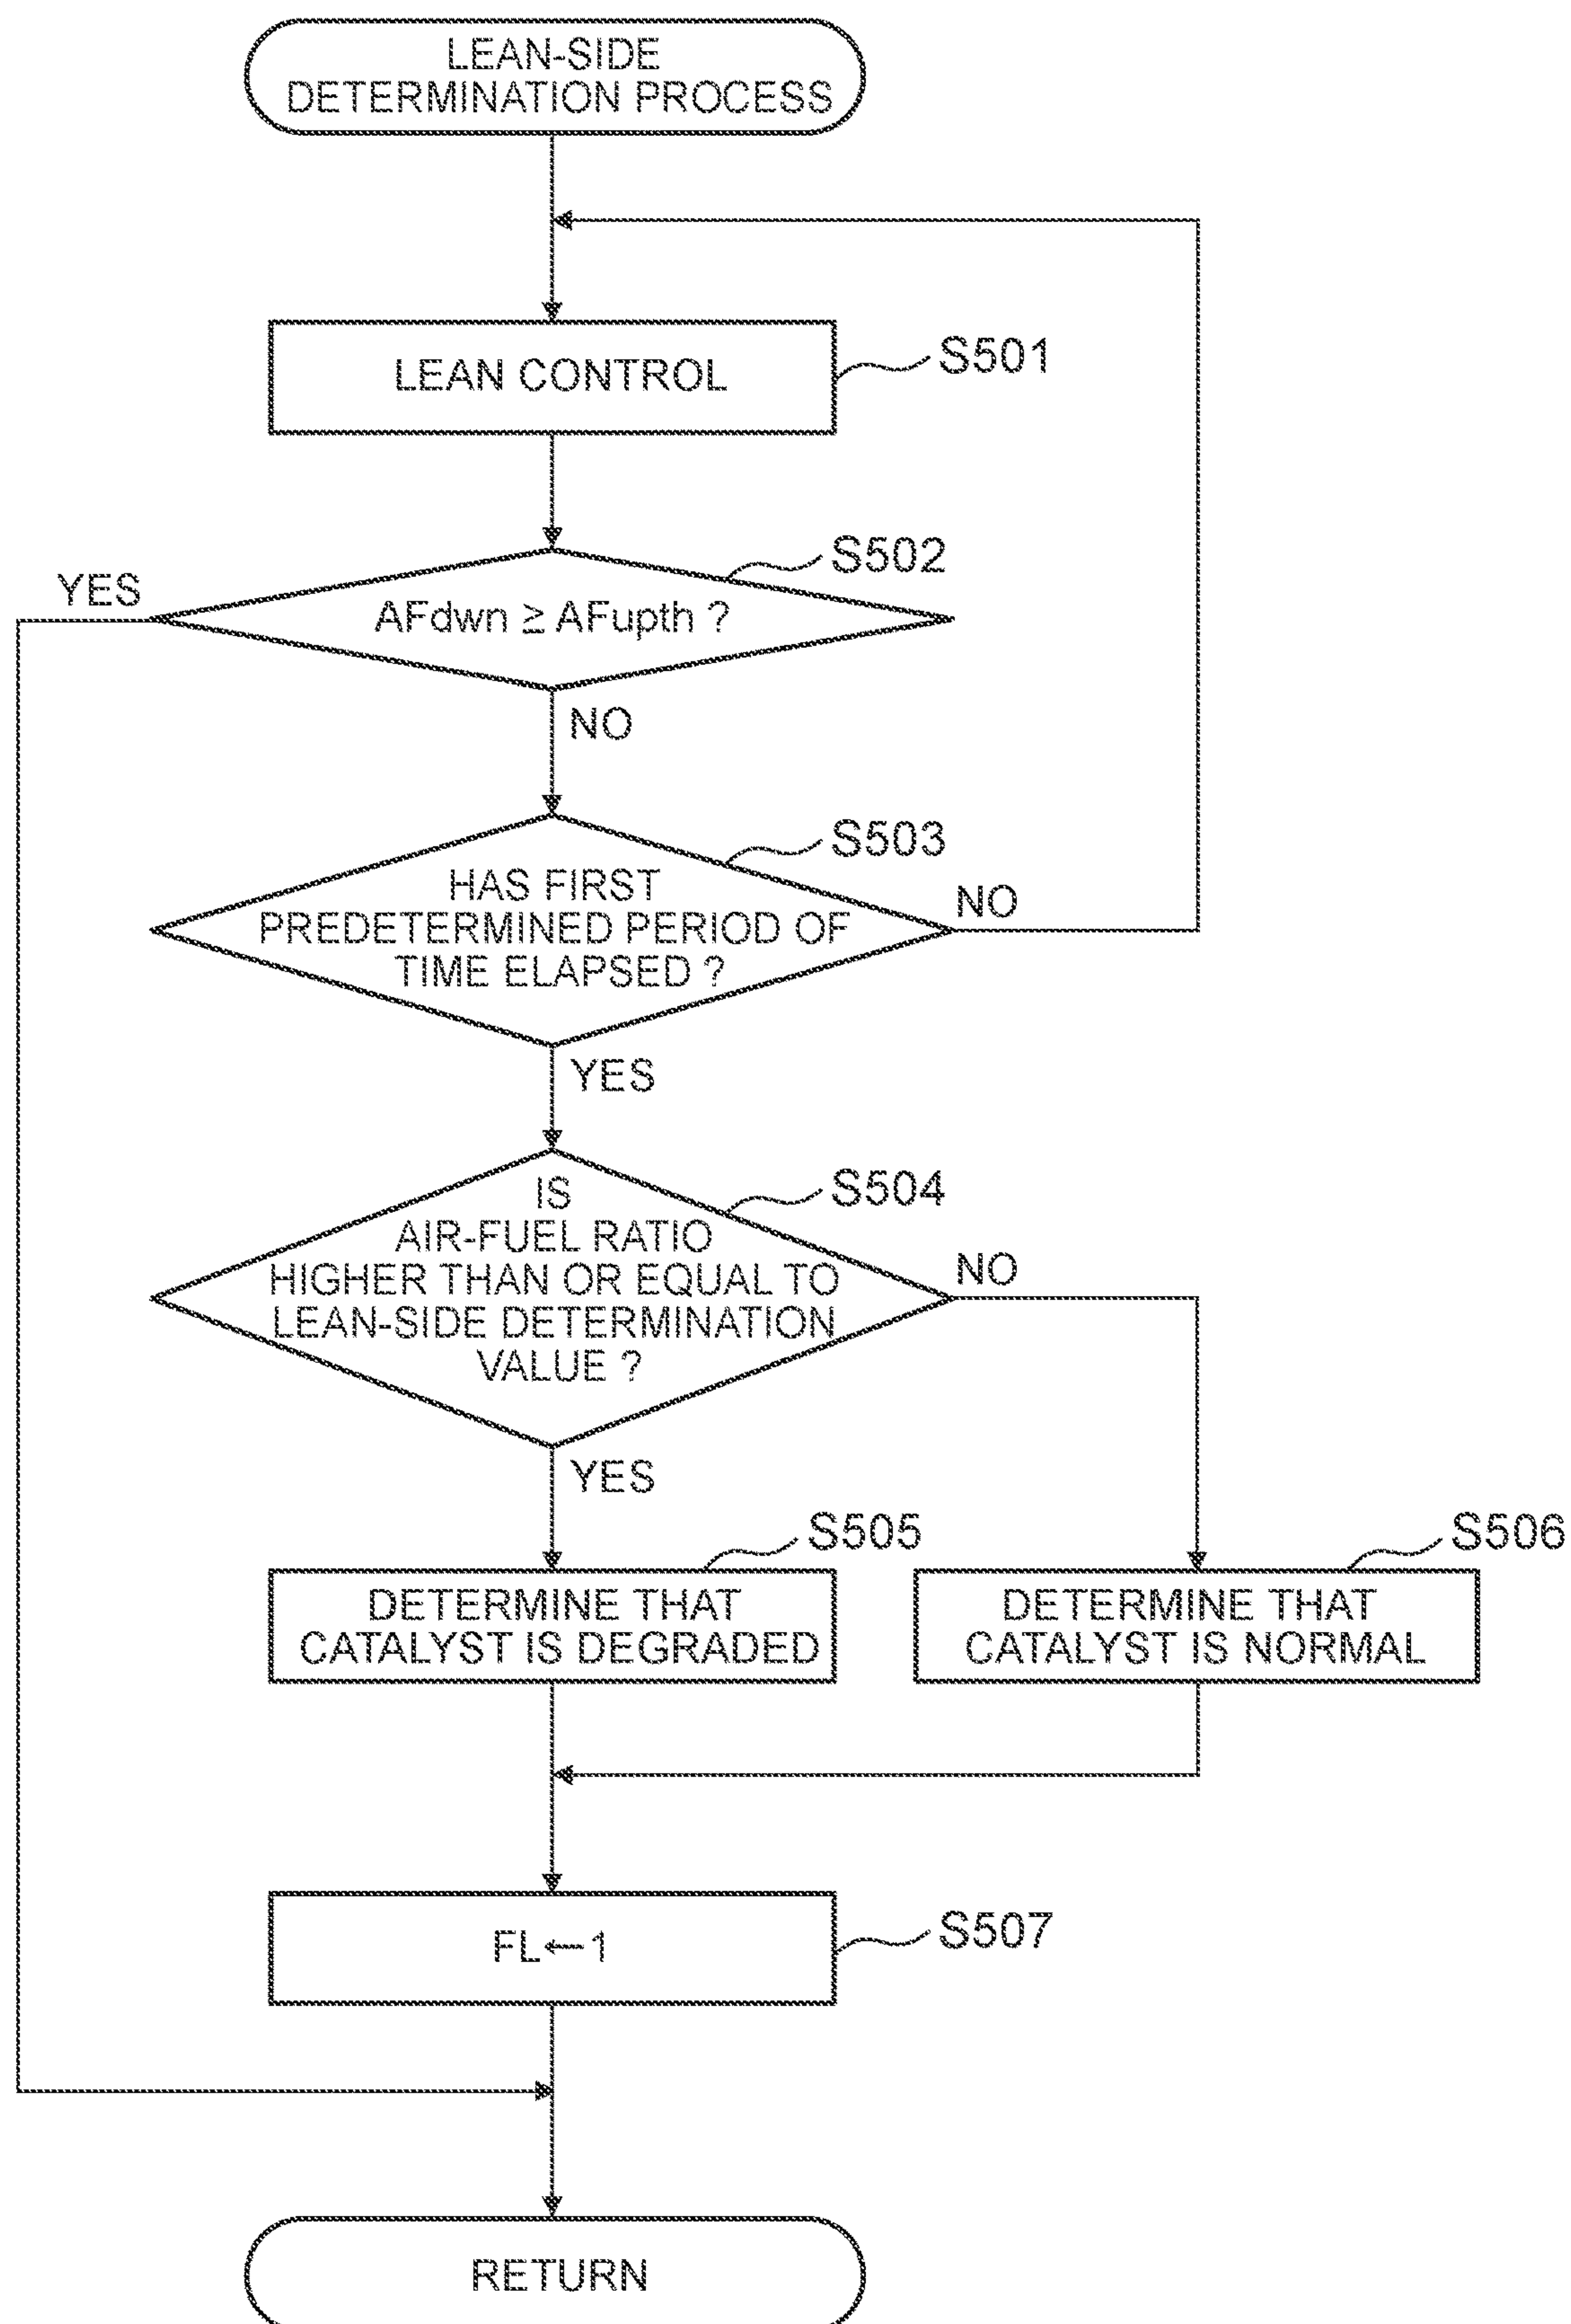 LEAN-SIDE
DETERMINATION PROCESS
LEAN CONTROL
S501
S502
YES
AFdwn ≥ AFupth ?
NO
S503
HAS FIRST
PREDETERMINED PERIOD OF
TIME ELAPSED ?
NO
YES
S504
IS
AIR-FUEL RATIO
HIGHER THAN OR EQUAL TO
LEAN-SIDE DETERMINATION
VALUE ?
NO
YES
S505
DETERMINE THAT
CATALYST IS DEGRADED
S506
DETERMINE THAT
CATALYST IS NORMAL
FL←1
S507
RETURN